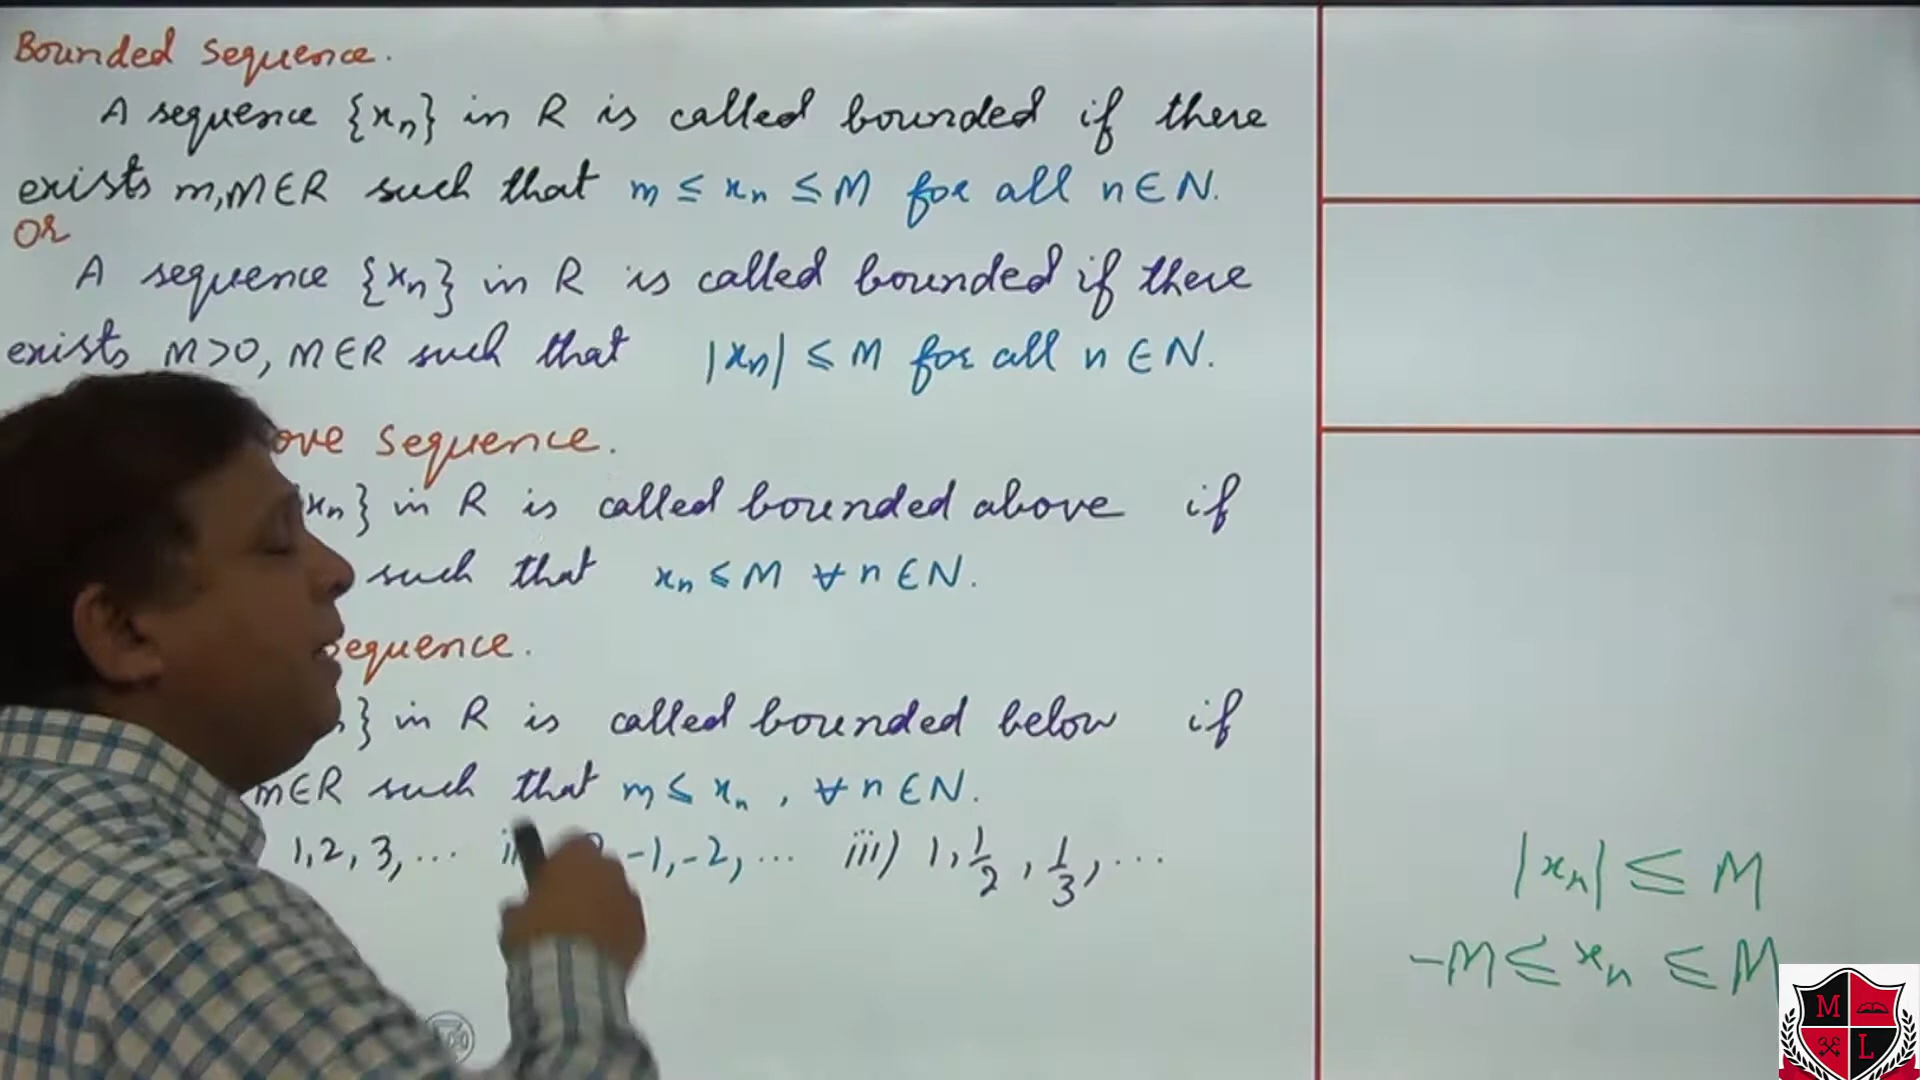 Bounded Sequence.
A sequence {xₙ} in R is called bounded if there
exists m,M∈R such that m ≤ xₙ ≤ M for all n∈N.
Or
A sequence {xₙ} in R is called bounded if there
exists M>0, M∈R such that |xₙ| ≤ M for all n∈N.
ove sequence.
xₙ} in R is called bounded above if
such that xₙ ≤ M ∀ n∈N.
sequence.
} in R is called bounded below if
m∈R such that m ≤ xₙ, ∀ n∈N.
1,2,3,... -1,-2,... iii) 1, 1/2, 1/3, ...
|xₙ| ≤ M
-M ≤ xₙ ≤ M
M
L